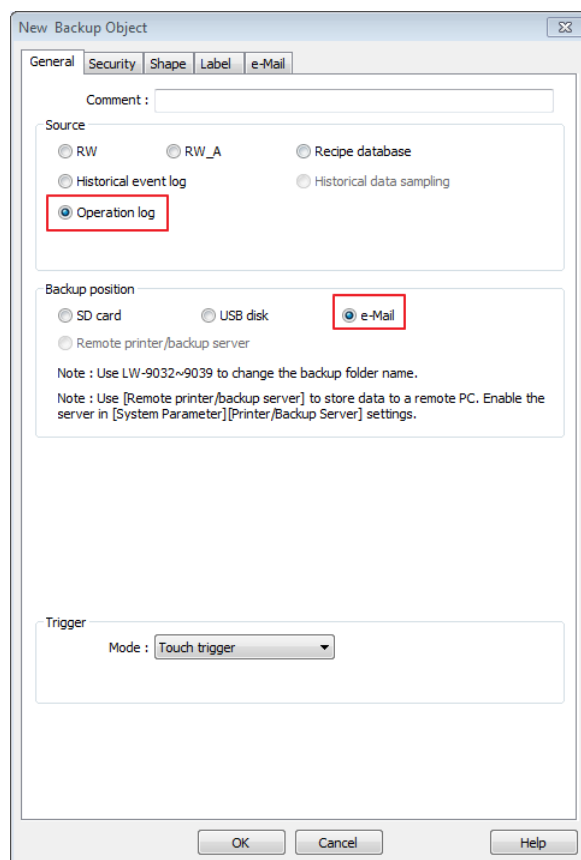 New Backup Object
General Security Shape Label e-Mail
Comment :
Source
RW RW_A Recipe database
Historical event log Historical data sampling
Operation log
Backup position
SD card USB disk e-Mail
Remote printer/backup server
Note : Use LW-9032~9039 to change the backup folder name.
Note : Use [Remote printer/backup server] to store data to a remote PC. Enable the
server in [System Parameter][Printer/Backup Server] settings.
Trigger
Mode : Touch trigger
OK Cancel Help